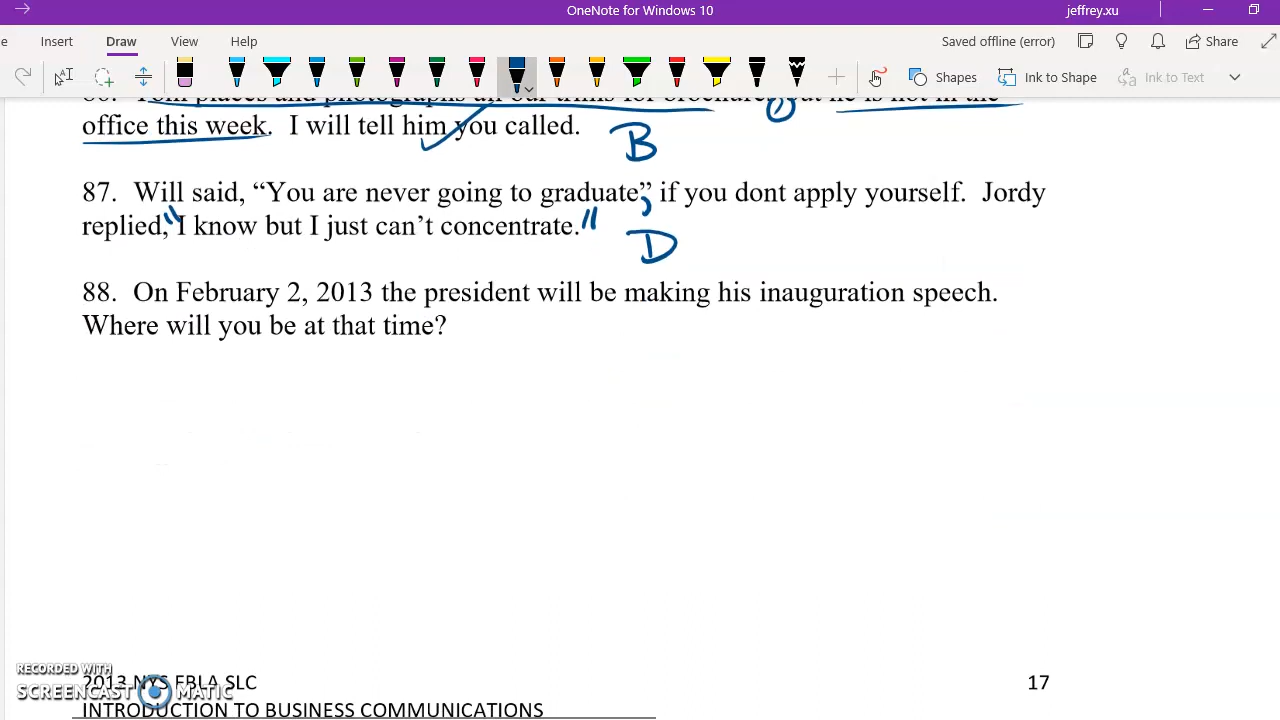 OneNote for Windows 10
jeffrey.xu
Insert Draw View Help
Saved offline (error)
Share
Shapes
Ink to Shape
Ink to Text
office this week. I will tell him you called.
B
87. Will said, “You are never going to graduate”, if you dont apply yourself. Jordy
replied, "I know but I just can’t concentrate."
D
88. On February 2, 2013 the president will be making his inauguration speech.
Where will you be at that time?
RECORDED WITH
SCREENCAST MATIC
2013 NYS FBLA SLC
17
INTRODUCTION TO BUSINESS COMMUNICATIONS